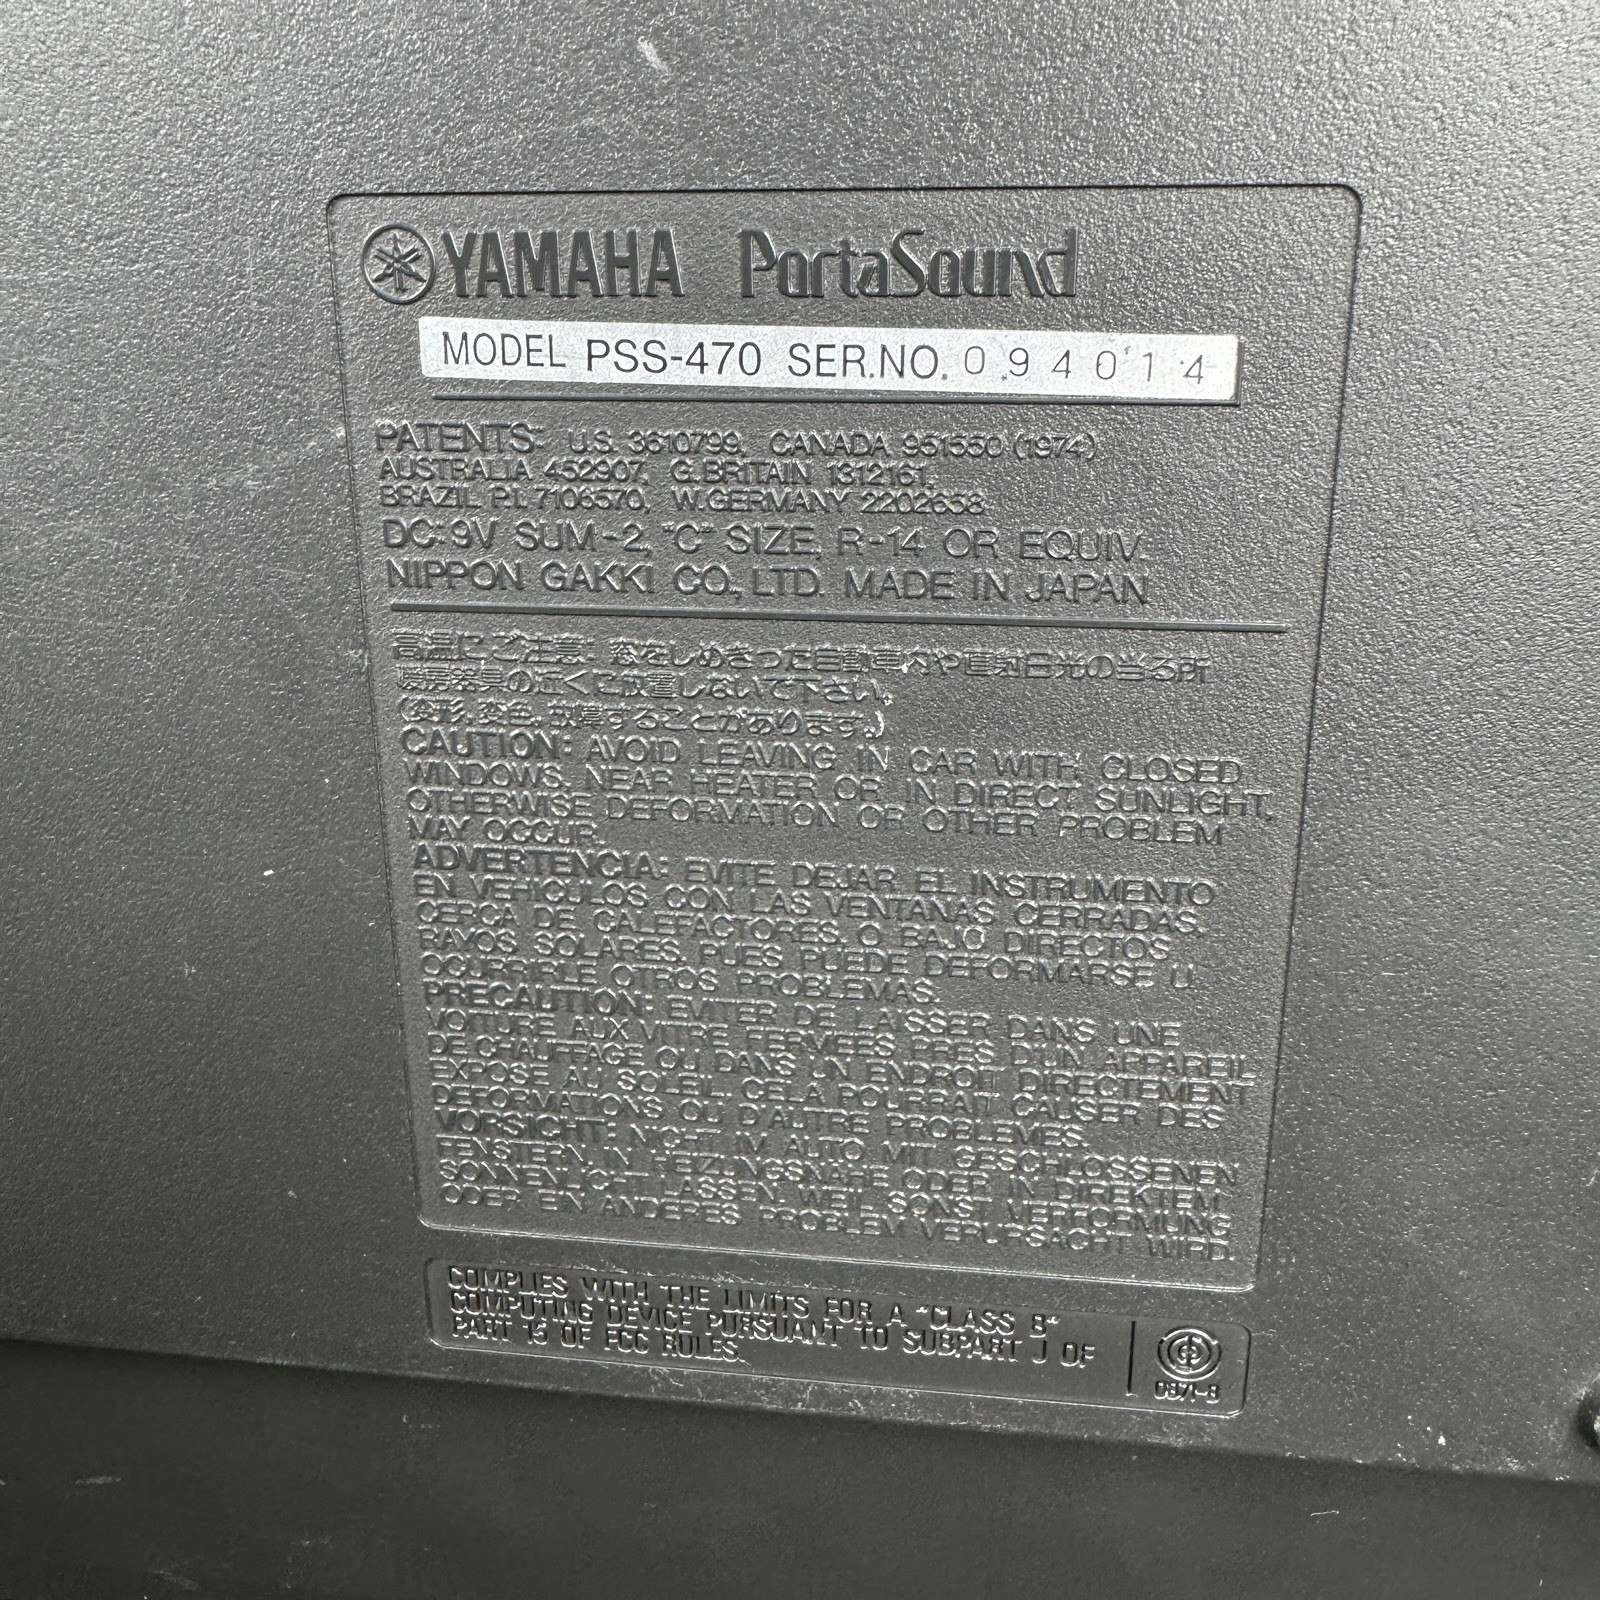 YAMAHA PortaSound
MODEL PSS-470 SER.NO. 094014
PATENTS: U.S. 3610799, CANADA 951550 (1974)
AUSTRALIA 452907, G.BRITAIN 1312161,
BRAZIL P.I. 7106570, W.GERMANY 2202658
DC: 9V SUM-2, "C" SIZE, R-14 OR EQUIV.
NIPPON GAKKI CO., LTD. MADE IN JAPAN
高温にご注意: 窓をしめきった自動車内や直射日光の当る所
暖房器具の近くに放置しないで下さい。
(変形, 変色, 故障することがあります。)
CAUTION: AVOID LEAVING IN CAR WITH CLOSED
WINDOWS, NEAR HEATER OR IN DIRECT SUNLIGHT,
OTHERWISE DEFORMATION OR OTHER PROBLEM
MAY OCCUR.
ADVERTENCIA: EVITE DEJAR EL INSTRUMENTO
EN VEHICULOS CON LAS VENTANAS CERRADAS,
CERCA DE CALEFACTORES, O BAJO DIRECTOS
RAYOS SOLARES, PUES PUEDE DEFORMARSE U
OCURRIRLE OTROS PROBLEMAS.
PRECAUTION: EVITER DE LAISSER DANS UNE
VOITURE AUX VITRE FERMEES PRES D'UN APPAREIL
DE CHAUFFAGE OU DANS UN ENDROIT DIRECTEMENT
EXPOSE AU SOLEIL. CELA POURRAIT CAUSER DES
DEFORMATIONS OU D'AUTRE PROBLEMES.
VORSICHT: NICHT IM AUTO MIT GESCHLOSSENEN
FENSTERN, IN HEIZUNGSNAHE ODER IN DIREKTEM
SONNENLICHT LASSEN, WEIL SONST VERFORMUNG
ODER EIN ANDERES PROBLEM VERURSACHT WIRD.
COMPLIES WITH THE LIMITS FOR A "CLASS B"
COMPUTING DEVICE PURSUANT TO SUBPART J OF
PART 15 OF FCC RULES.
0871-8